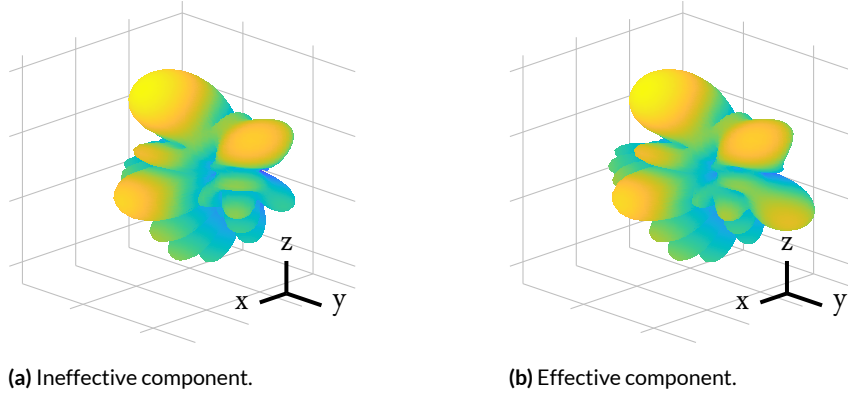 z
x
y
z
x
y
(a) Ineffective component.
(b) Effective component.